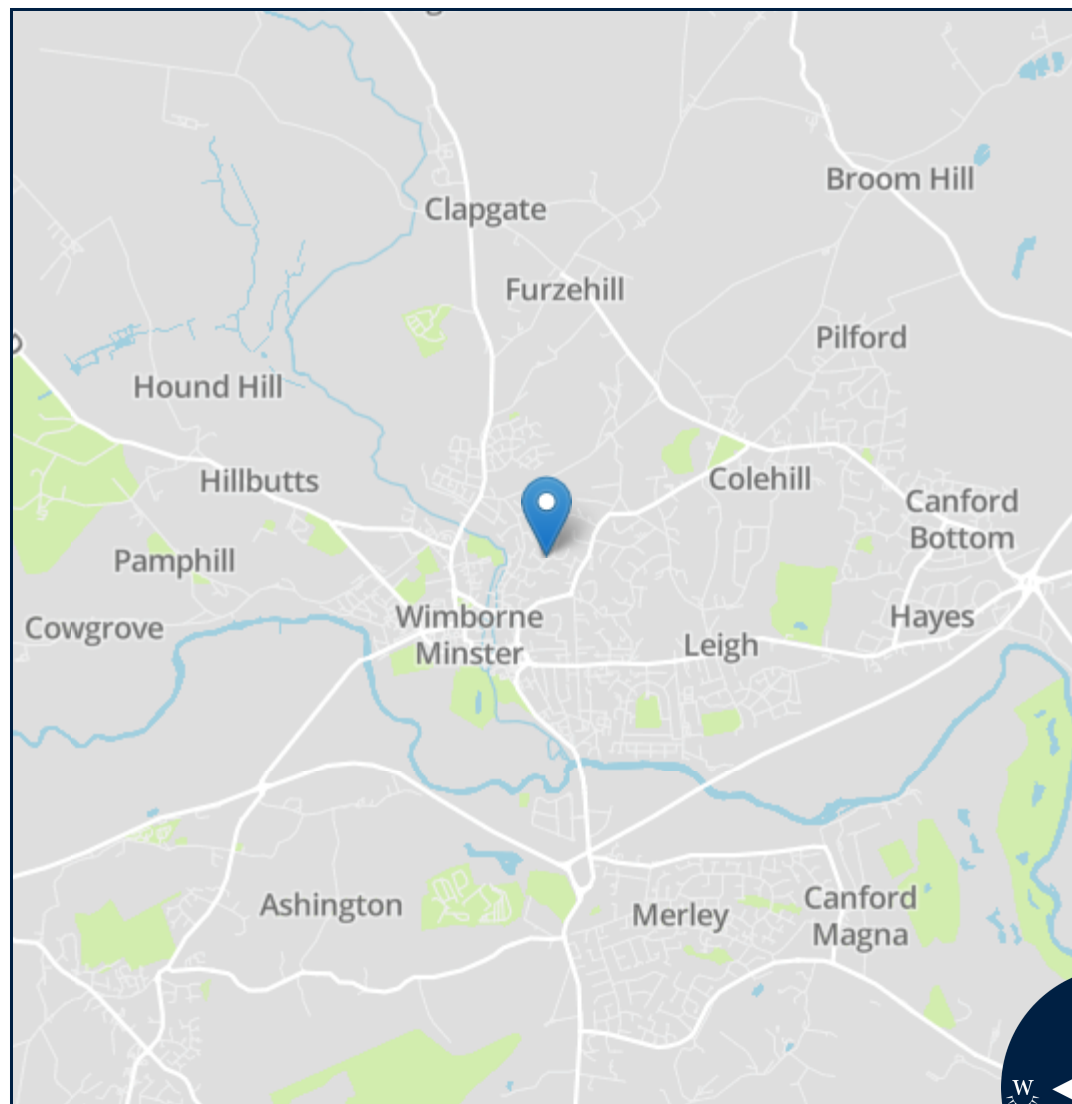 Clapgate
Broom Hill
Furzehill
Pilford
Hound Hill
Hillbutts
Colehill
Canford
Bottom
Pamphill
Wimborne
Minster
Cowgrove
Leigh
Hayes
Ashington
Merley
Canford
Magna
W